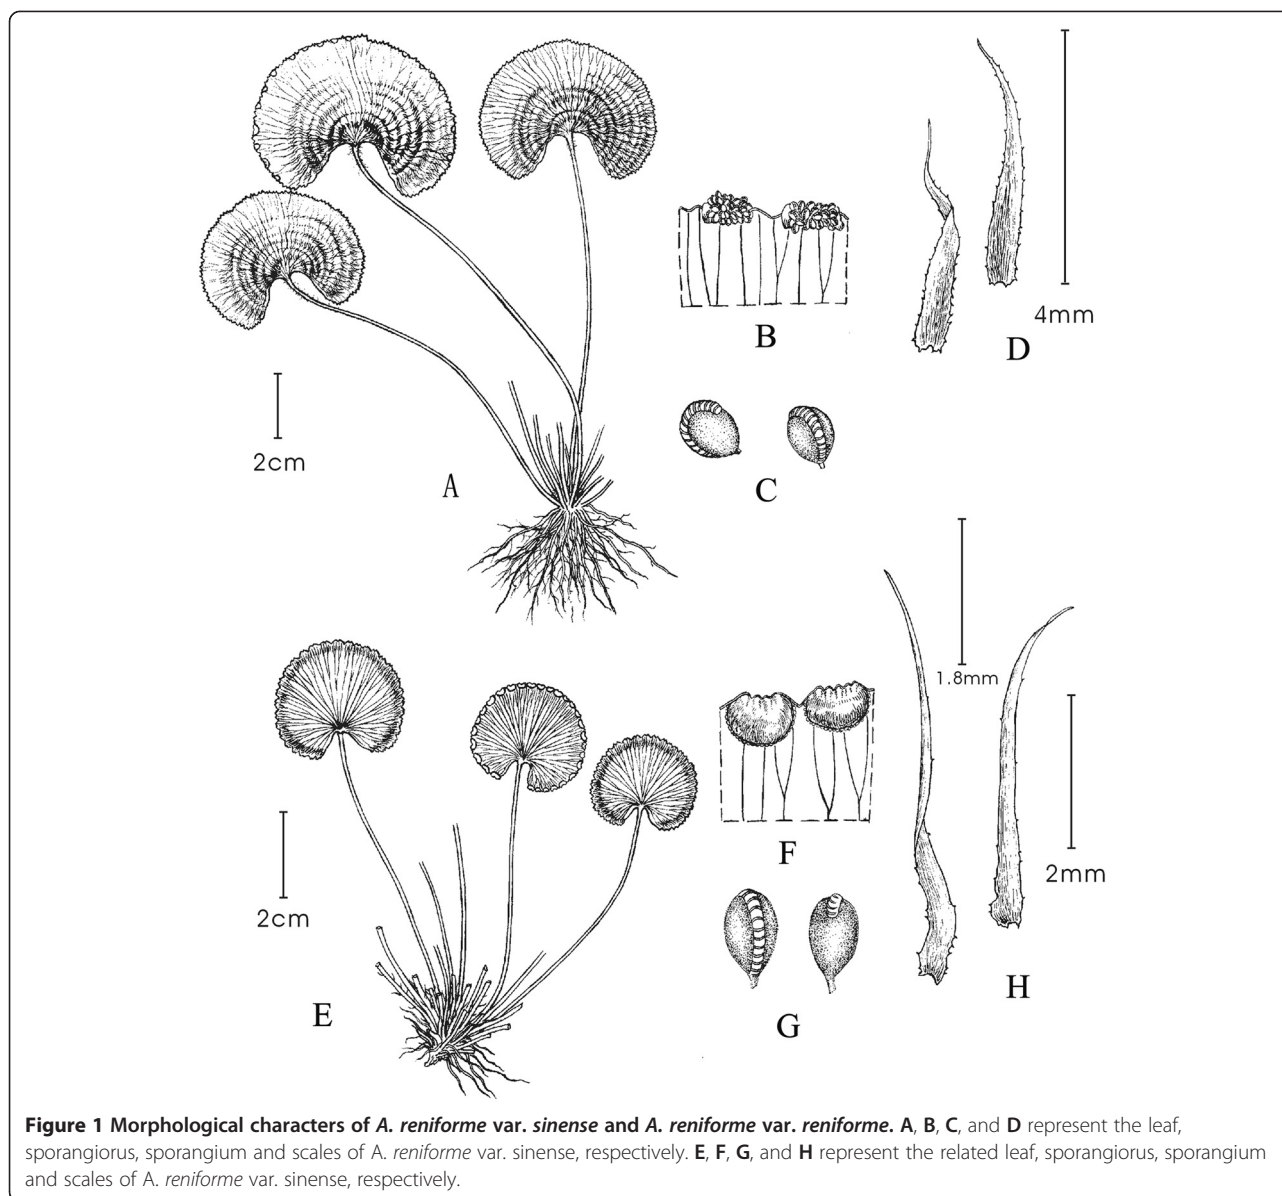 2cm
A
B
C
D
4mm
1.8mm
2mm
2cm
E
F
G
H
Figure 1 Morphological characters of A. reniforme var. sinense and A. reniforme var. reniforme. A, B, C, and D represent the leaf,
sporangiorus, sporangium and scales of A. reniforme var. sinense, respectively. E, F, G, and H represent the related leaf, sporangiorus, sporangium
and scales of A. reniforme var. sinense, respectively.